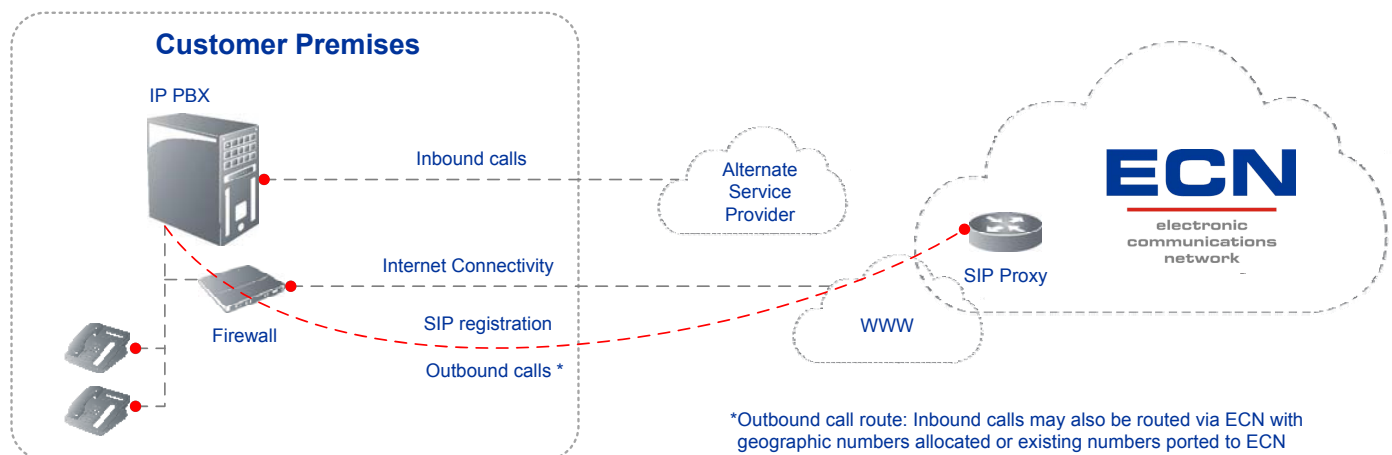 Customer Premises
IP PBX
Inbound calls
Alternate
Service
Provider
ECN
electronic
communications
network
Internet Connectivity
SIP Proxy
Firewall
SIP registration
WWW
Outbound calls *
*Outbound call route: Inbound calls may also be routed via ECN with
geographic numbers allocated or existing numbers ported to ECN